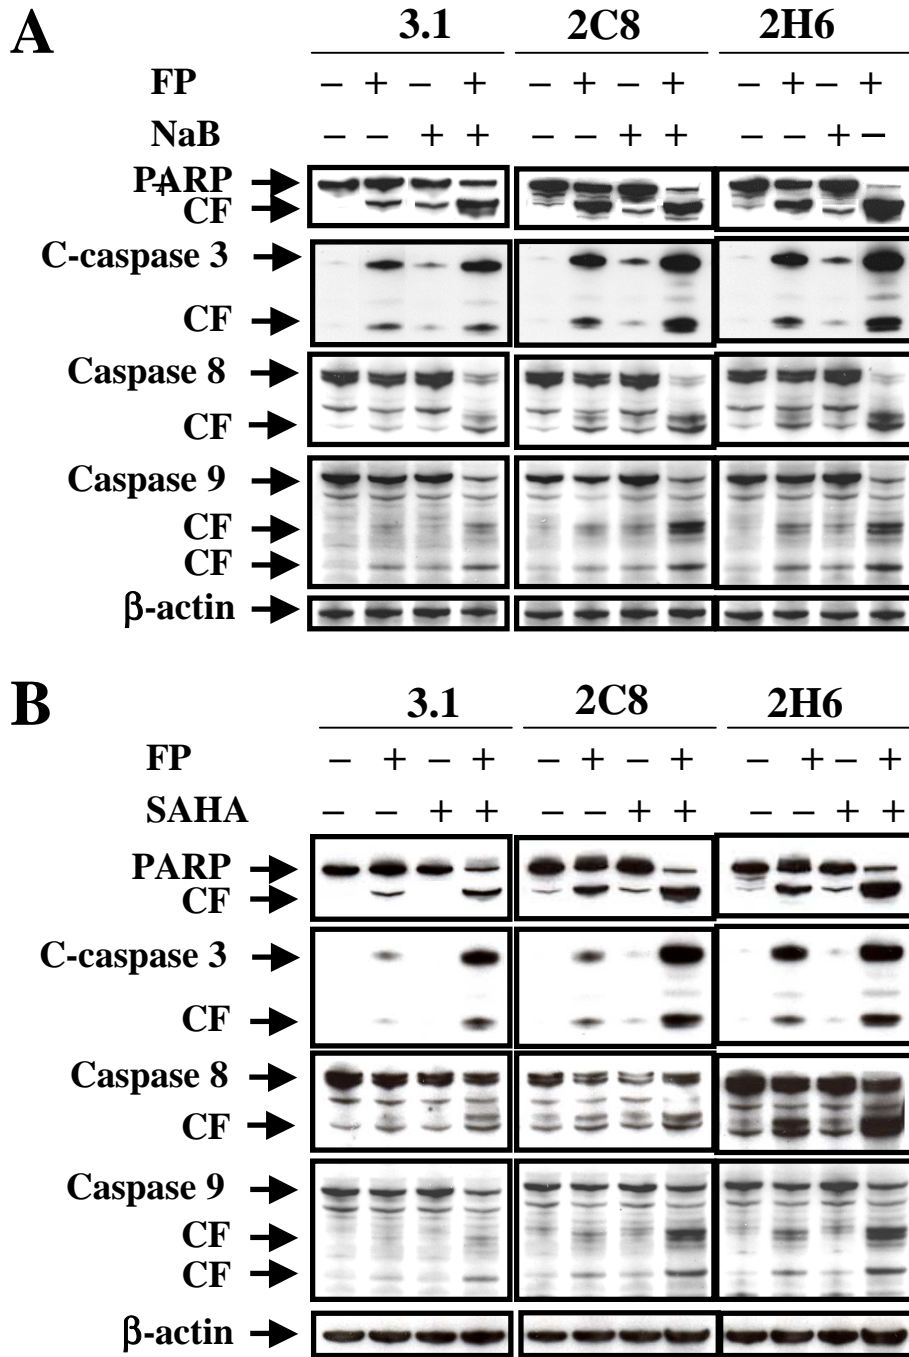 A
3.1 2C8 2H6
FP – + – + – + – + – + – +
NaB – – + + – – + + – – + –
PARP
+
CF
C-caspase 3
CF
Caspase 8
CF
Caspase 9
CF
CF
β-actin
B
3.1 2C8 2H6
FP – + – + – + – + – + – +
SAHA – – + + – – + + – – + +
PARP
CF
C-caspase 3
CF
Caspase 8
CF
Caspase 9
CF
CF
β-actin